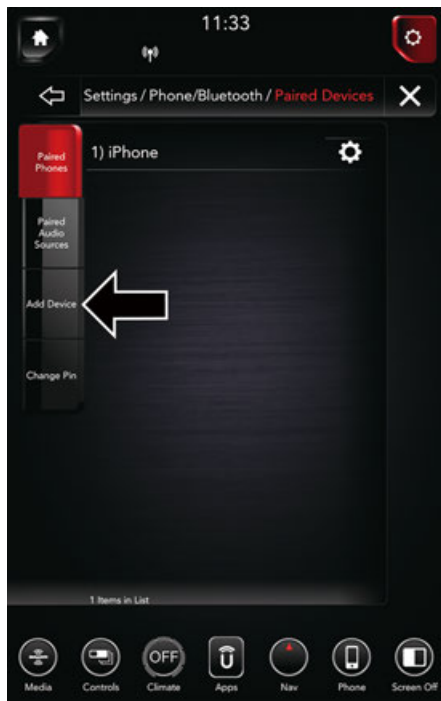 11:33
Settings / Phone/Bluetooth / Paired Devices
Paired
Phones
1) iPhone
Paired
Audio
Sources
Add Device
Change Pin
1 Items in List
OFF
Media
Controls
Climate
Apps
Nav
Phone
Screen Off